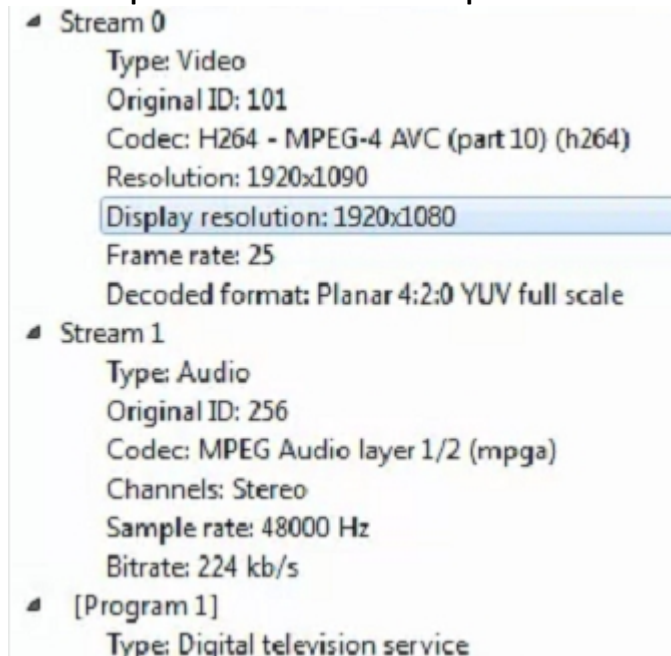 Stream 0
Type: Video
Original ID: 101
Codec: H264 - MPEG-4 AVC (part 10) (h264)
Resolution: 1920x1090
Display resolution: 1920x1080
Frame rate: 25
Decoded format: Planar 4:2:0 YUV full scale
Stream 1
Type: Audio
Original ID: 256
Codec: MPEG Audio layer 1/2 (mpga)
Channels: Stereo
Sample rate: 48000 Hz
Bitrate: 224 kb/s
[Program 1]
Type: Digital television service